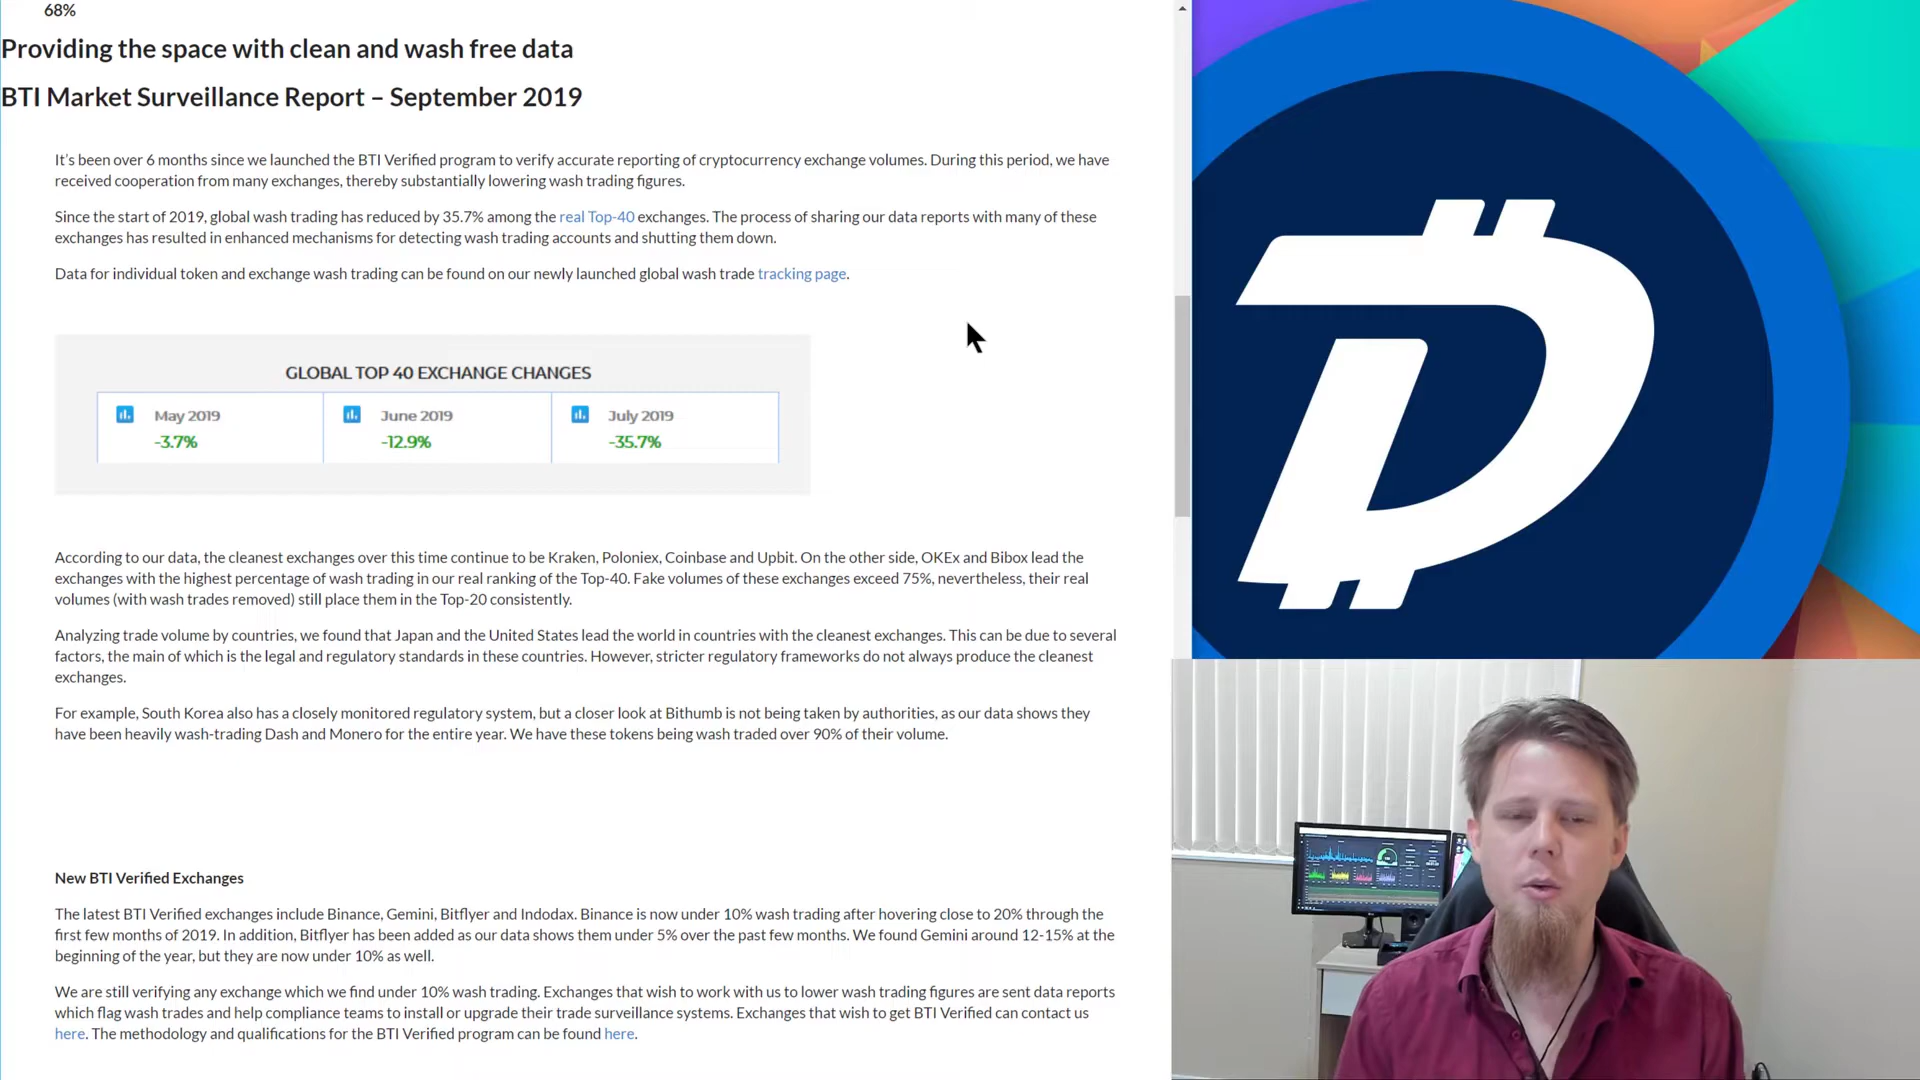 68%
Providing the space with clean and wash free data
BTI Market Surveillance Report – September 2019
It's been over 6 months since we launched the BTI Verified program to verify accurate reporting of cryptocurrency exchange volumes. During this period, we have
received cooperation from many exchanges, thereby substantially lowering wash trading figures.
Since the start of 2019, global wash trading has reduced by 35.7% among the real Top-40 exchanges. The process of sharing our data reports with many of these
exchanges has resulted in enhanced mechanisms for detecting wash trading accounts and shutting them down.
Data for individual token and exchange wash trading can be found on our newly launched global wash trade tracking page.
GLOBAL TOP 40 EXCHANGE CHANGES
May 2019
-3.7%
June 2019
-12.9%
July 2019
-35.7%
According to our data, the cleanest exchanges over this time continue to be Kraken, Poloniex, Coinbase and Upbit. On the other side, OKEx and Bibox lead the
exchanges with the highest percentage of wash trading in our real ranking of the Top-40. Fake volumes of these exchanges exceed 75%, nevertheless, their real
volumes (with wash trades removed) still place them in the Top-20 consistently.
Analyzing trade volume by countries, we found that Japan and the United States lead the world in countries with the cleanest exchanges. This can be due to several
factors, the main of which is the legal and regulatory standards in these countries. However, stricter regulatory frameworks do not always produce the cleanest
exchanges.
For example, South Korea also has a closely monitored regulatory system, but a closer look at Bithumb is not being taken by authorities, as our data shows they
have been heavily wash-trading Dash and Monero for the entire year. We have these tokens being wash traded over 90% of their volume.
New BTI Verified Exchanges
The latest BTI Verified exchanges include Binance, Gemini, Bitflyer and Indodax. Binance is now under 10% wash trading after hovering close to 20% through the
first few months of 2019. In addition, Bitflyer has been added as our data shows them under 5% over the past few months. We found Gemini around 12-15% at the
beginning of the year, but they are now under 10% as well.
We are still verifying any exchange which we find under 10% wash trading. Exchanges that wish to work with us to lower wash trading figures are sent data reports
which flag wash trades and help compliance teams to install or upgrade their trade surveillance systems. Exchanges that wish to get BTI Verified can contact us
here. The methodology and qualifications for the BTI Verified program can be found here.